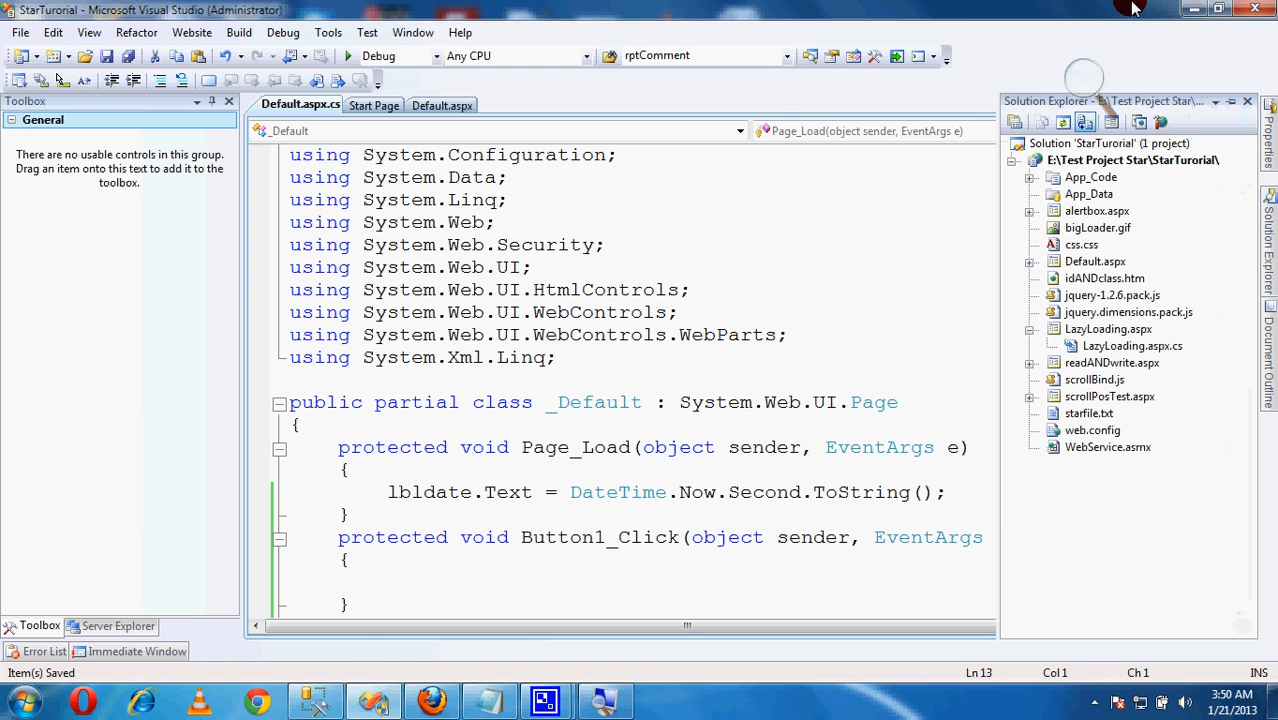 StarTurorial - Microsoft Visual Studio (Administrator)
File Edit View Refactor Website Build Debug Tools Test Window Help
Debug Any CPU rptComment
Toolbox
General
There are no usable controls in this group.
Drag an item onto this text to add it to the
toolbox.
Toolbox Server Explorer
Error List Immediate Window
Default.aspx.cs Start Page Default.aspx
_Default Page_Load(object sender, EventArgs e)
using System.Configuration;
using System.Data;
using System.Linq;
using System.Web;
using System.Web.Security;
using System.Web.UI;
using System.Web.UI.HtmlControls;
using System.Web.UI.WebControls;
using System.Web.UI.WebControls.WebParts;
using System.Xml.Linq;
public partial class _Default : System.Web.UI.Page
{
protected void Page_Load(object sender, EventArgs e)
{
lbldate.Text = DateTime.Now.Second.ToString();
}
protected void Button1_Click(object sender, EventArgs
{
}
Solution Explorer - E:\Test Project Star\...
Solution 'StarTurorial' (1 project)
E:\Test Project Star\StarTurorial\
App_Code
App_Data
alertbox.aspx
bigLoader.gif
css.css
Default.aspx
idANDclass.htm
jquery-1.2.6.pack.js
jquery.dimensions.pack.js
LazyLoading.aspx
LazyLoading.aspx.cs
readANDwrite.aspx
scrollBind.js
scrollPosTest.aspx
starfile.txt
web.config
WebService.asmx
Properties
Solution Explorer
Document Outline
Item(s) Saved Ln 13 Col 1 Ch 1 INS
3:50 AM
1/21/2013